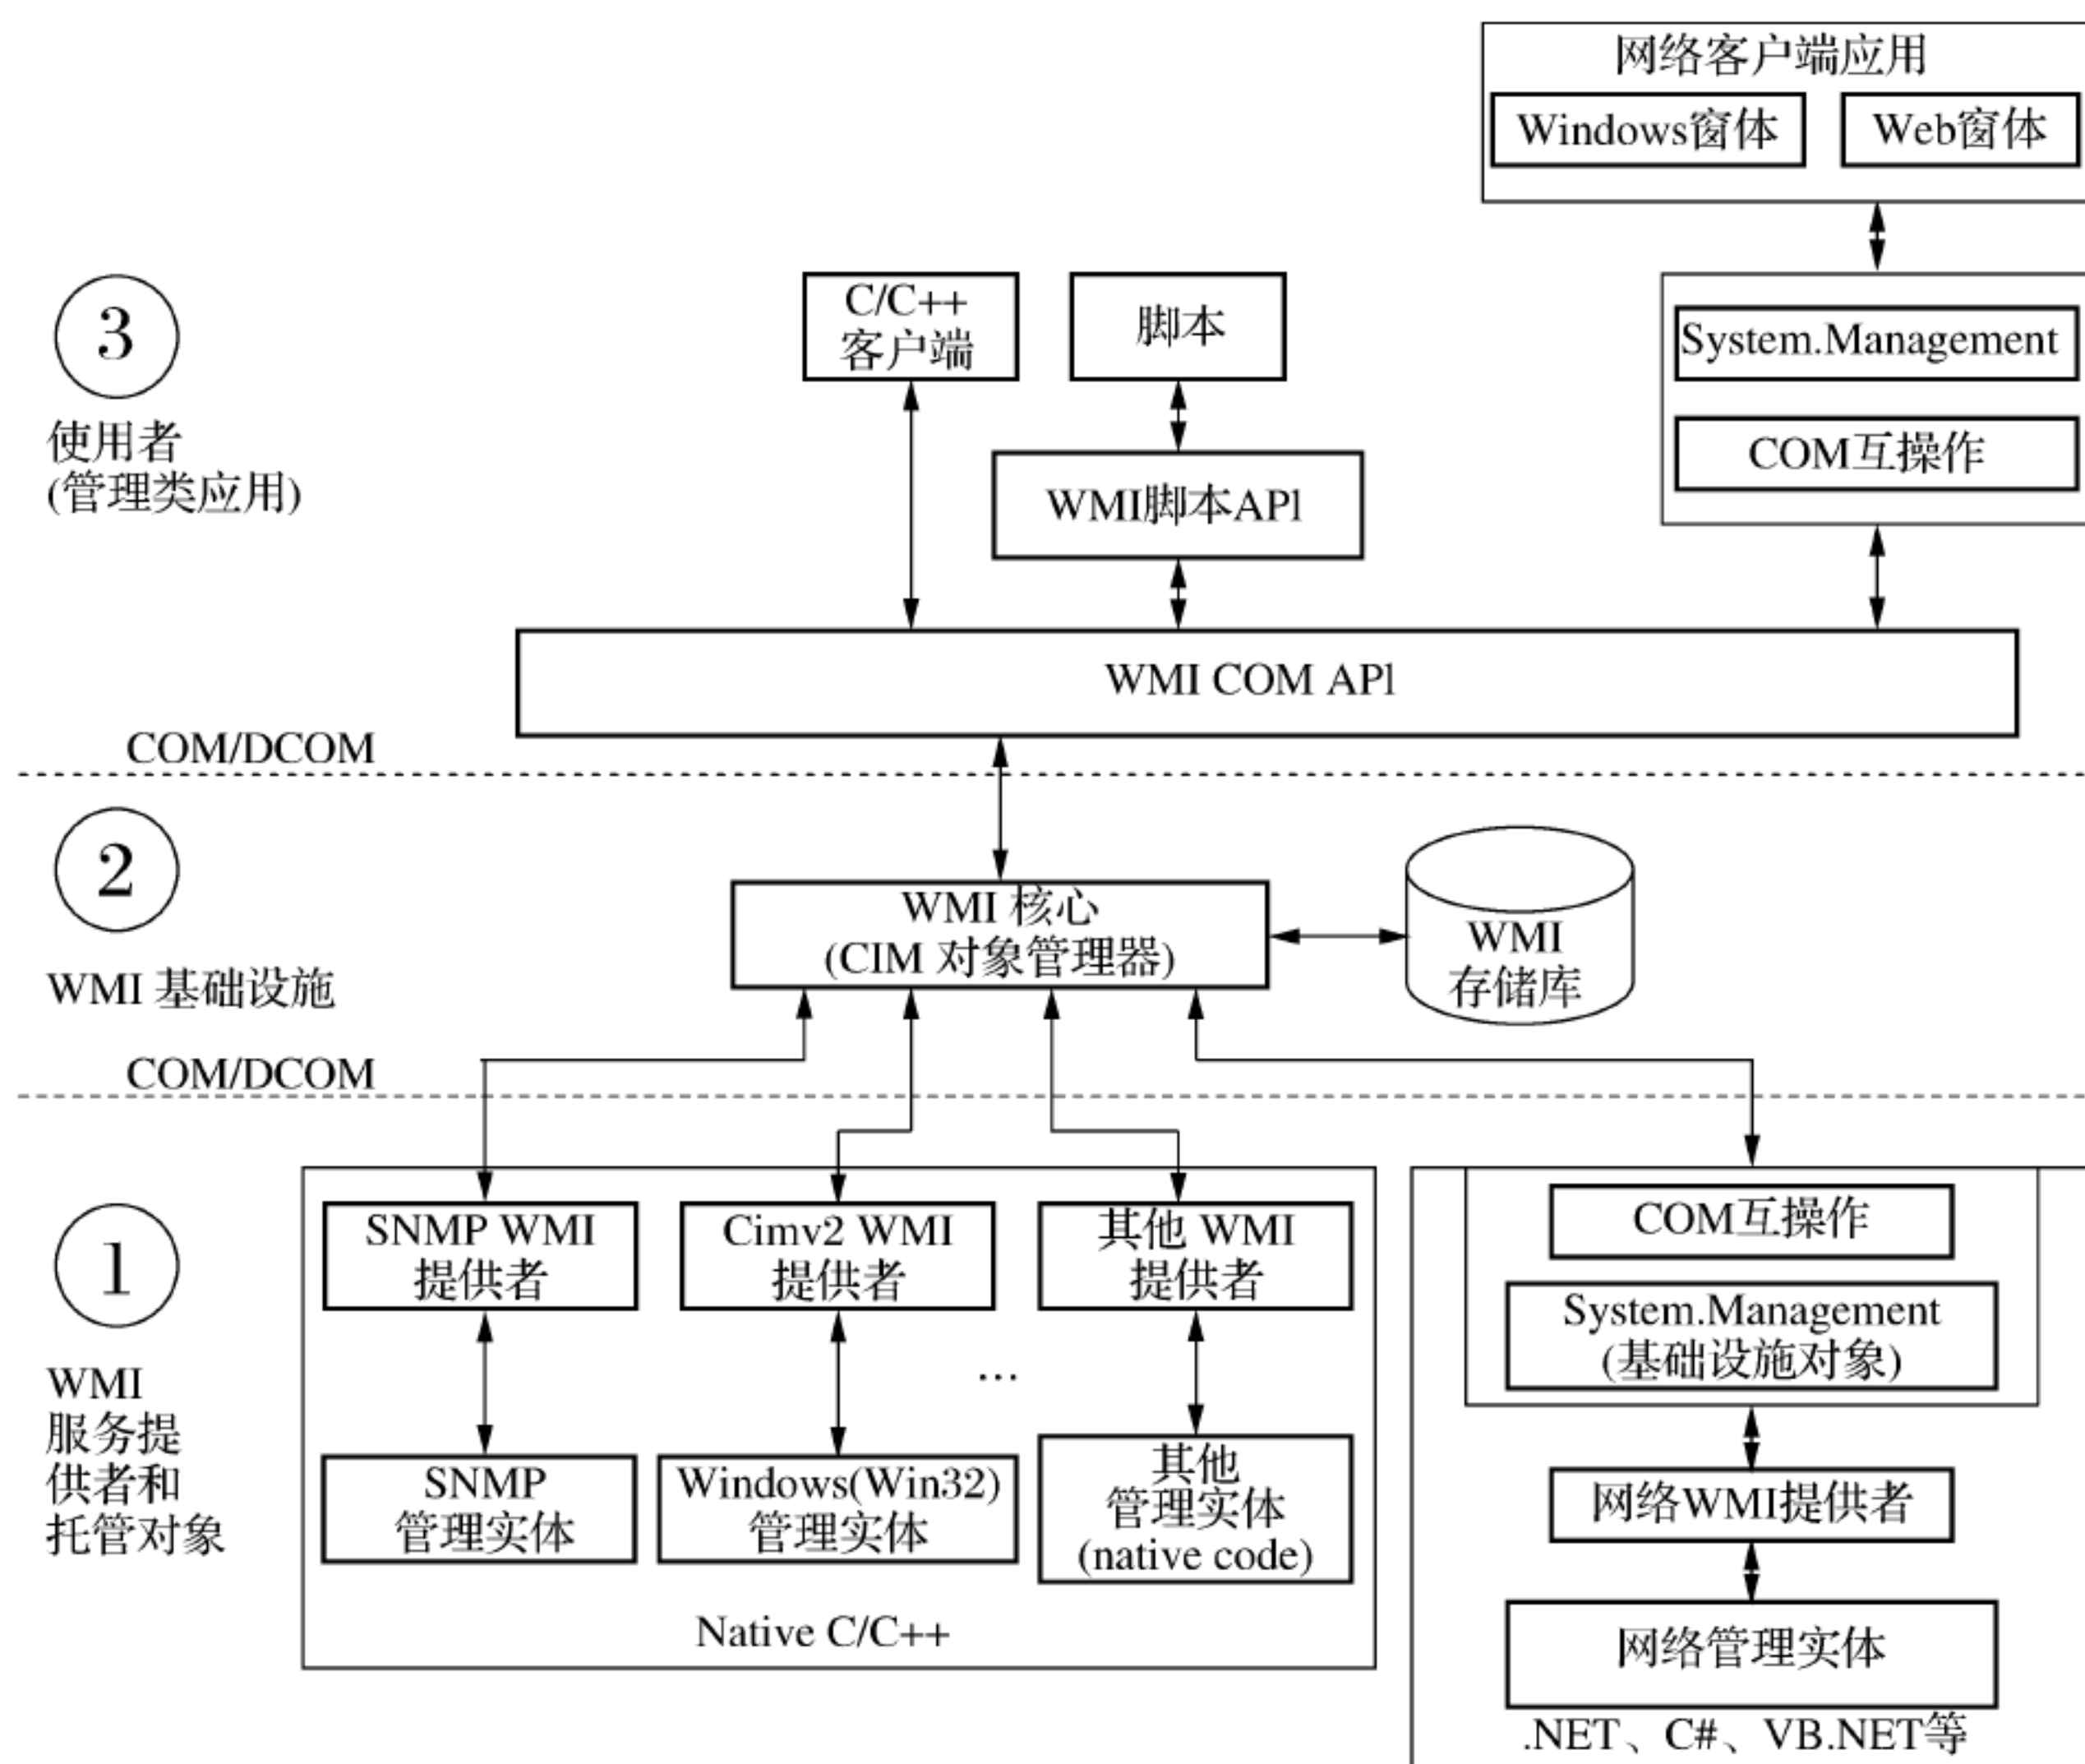 网络客户端应用
Windows窗体
Web窗体
3
使用者
(管理类应用)
C/C++
客户端
脚本
System.Management
COM互操作
WMI脚本APl
WMI COM APl
COM/DCOM
2
WMI 基础设施
WMI 核心
(CIM 对象管理器)
WMI
存储库
COM/DCOM
1
WMI
服务提
供者和
托管对象
SNMP WMI
提供者
Cimv2 WMI
提供者
其他 WMI
提供者
...
SNMP
管理实体
Windows(Win32)
管理实体
其他
管理实体
(native code)
Native C/C++
COM互操作
System.Management
(基础设施对象)
网络WMI提供者
网络管理实体
.NET、C#、VB.NET等